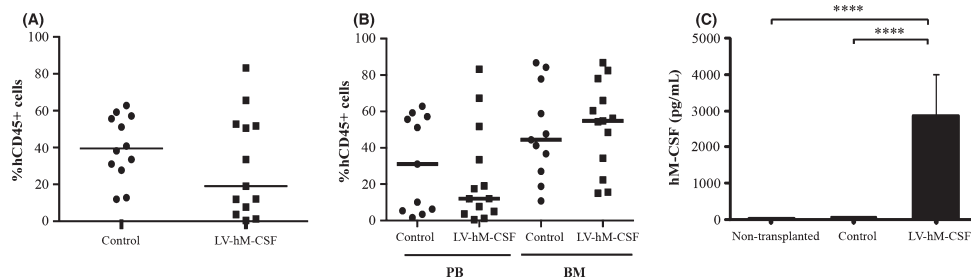 (A)
%hCD45+ cells
100
80
60
40
20
0
Control
LV-hM-CSF
(B)
%hCD45+ cells
100
80
60
40
20
0
Control
LV-hM-CSF
Control
LV-hM-CSF
PB
BM
(C)
****
****
hM-CSF (pg/mL)
5000
4000
3000
2000
1000
0
Non-transplanted
Control
LV-hM-CSF